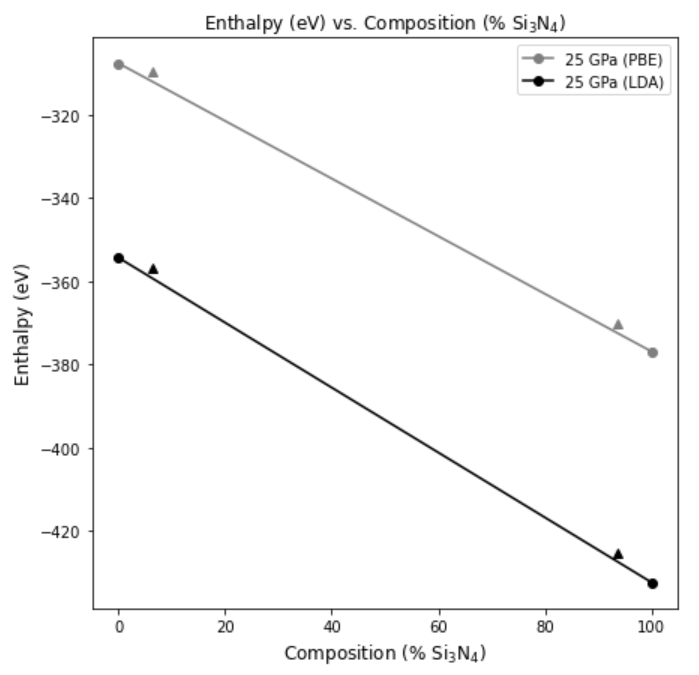 Enthalpy (eV) vs. Composition (% Si₃N₄)
25 GPa (PBE)
25 GPa (LDA)
−320
−340
−360
−380
−400
−420
Enthalpy (eV)
0 20 40 60 80 100
Composition (% Si₃N₄)